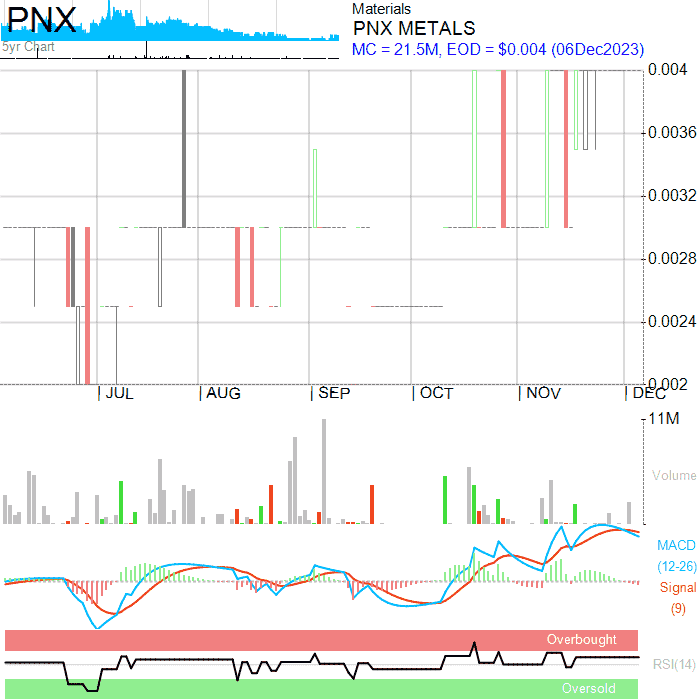 PNX
5yr Chart
Materials
PNX METALS
MC = 21.5M, EOD = $0.004 (06Dec2023)
0.004
0.0036
0.0032
0.0028
0.0024
0.002
JUL
AUG
SEP
OCT
NOV
DEC
11M
Volume
MACD
(12-26)
Signal
(9)
Overbought
RSI(14)
Oversold